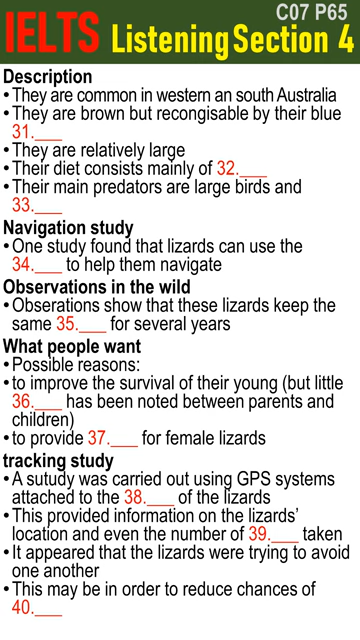 C07 P65
IELTS Listening Section 4
Description
• They are common in western an south Australia
• They are brown but recongisable by their blue
31.___
• They are relatively large
• Their diet consists mainly of 32.___
• Their main predators are large birds and
33.___
Navigation study
• One study found that lizards can use the
34.___ to help them navigate
Observations in the wild
• Obserations show that these lizards keep the
same 35.___ for several years
What people want
• Possible reasons:
• to improve the survival of their young (but little
36.___ has been noted between parents and
children)
• to provide 37.___ for female lizards
tracking study
• A sutudy was carried out using GPS systems
attached to the 38.___ of the lizards
• This provided information on the lizards'
location and even the number of 39.___ taken
• It appeared that the lizards were trying to avoid
one another
• This may be in order to reduce chances of
40.___